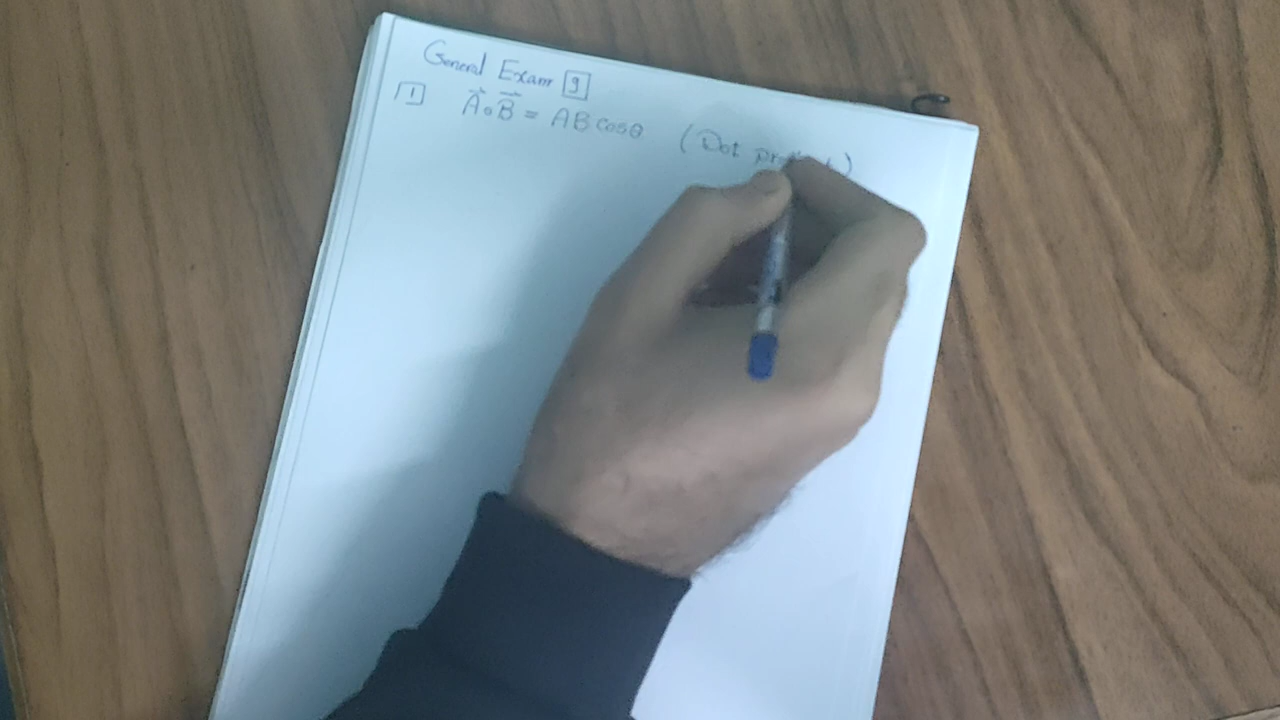 General Exam 9
1 A⃗∘B⃗ = AB cosθ (Dot